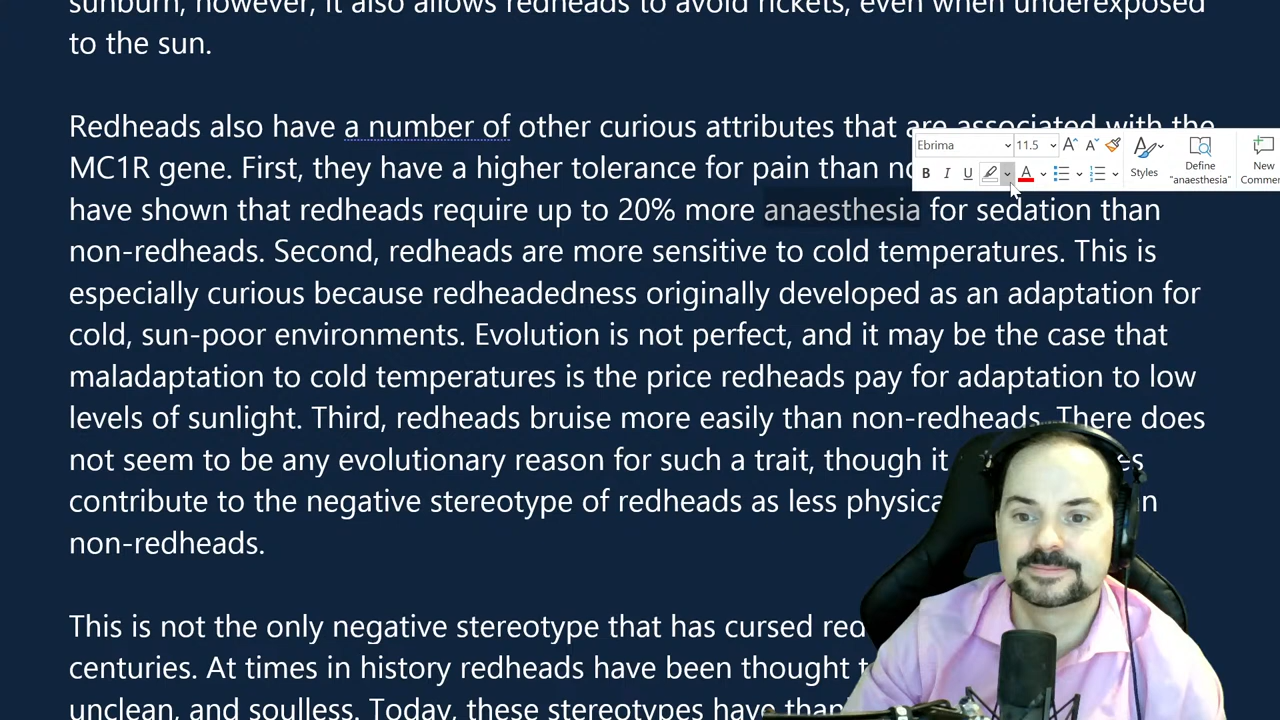 sunburn, however, it also allows redheads to avoid rickets, even when underexposed
to the sun.
Redheads also have a number of other curious attributes that are associated with the
MC1R gene. First, they have a higher tolerance for pain than
have shown that redheads require up to 20% more anaesthesia for sedation than
non-redheads. Second, redheads are more sensitive to cold temperatures. This is
especially curious because redheadedness originally developed as an adaptation for
cold, sun-poor environments. Evolution is not perfect, and it may be the case that
maladaptation to cold temperatures is the price redheads pay for adaptation to low
levels of sunlight. Third, redheads bruise more easily than non-redheads. There does
not seem to be any evolutionary reason for such a trait, though it
contribute to the negative stereotype of redheads as less
non-redheads.
This is not the only negative stereotype that has cursed
centuries. At times in history redheads have been thought
unclean, and soulless. Today, these stereotypes have
Ebrima 11.5 A A
B I U A
Styles
Define
"anaesthesia"
New